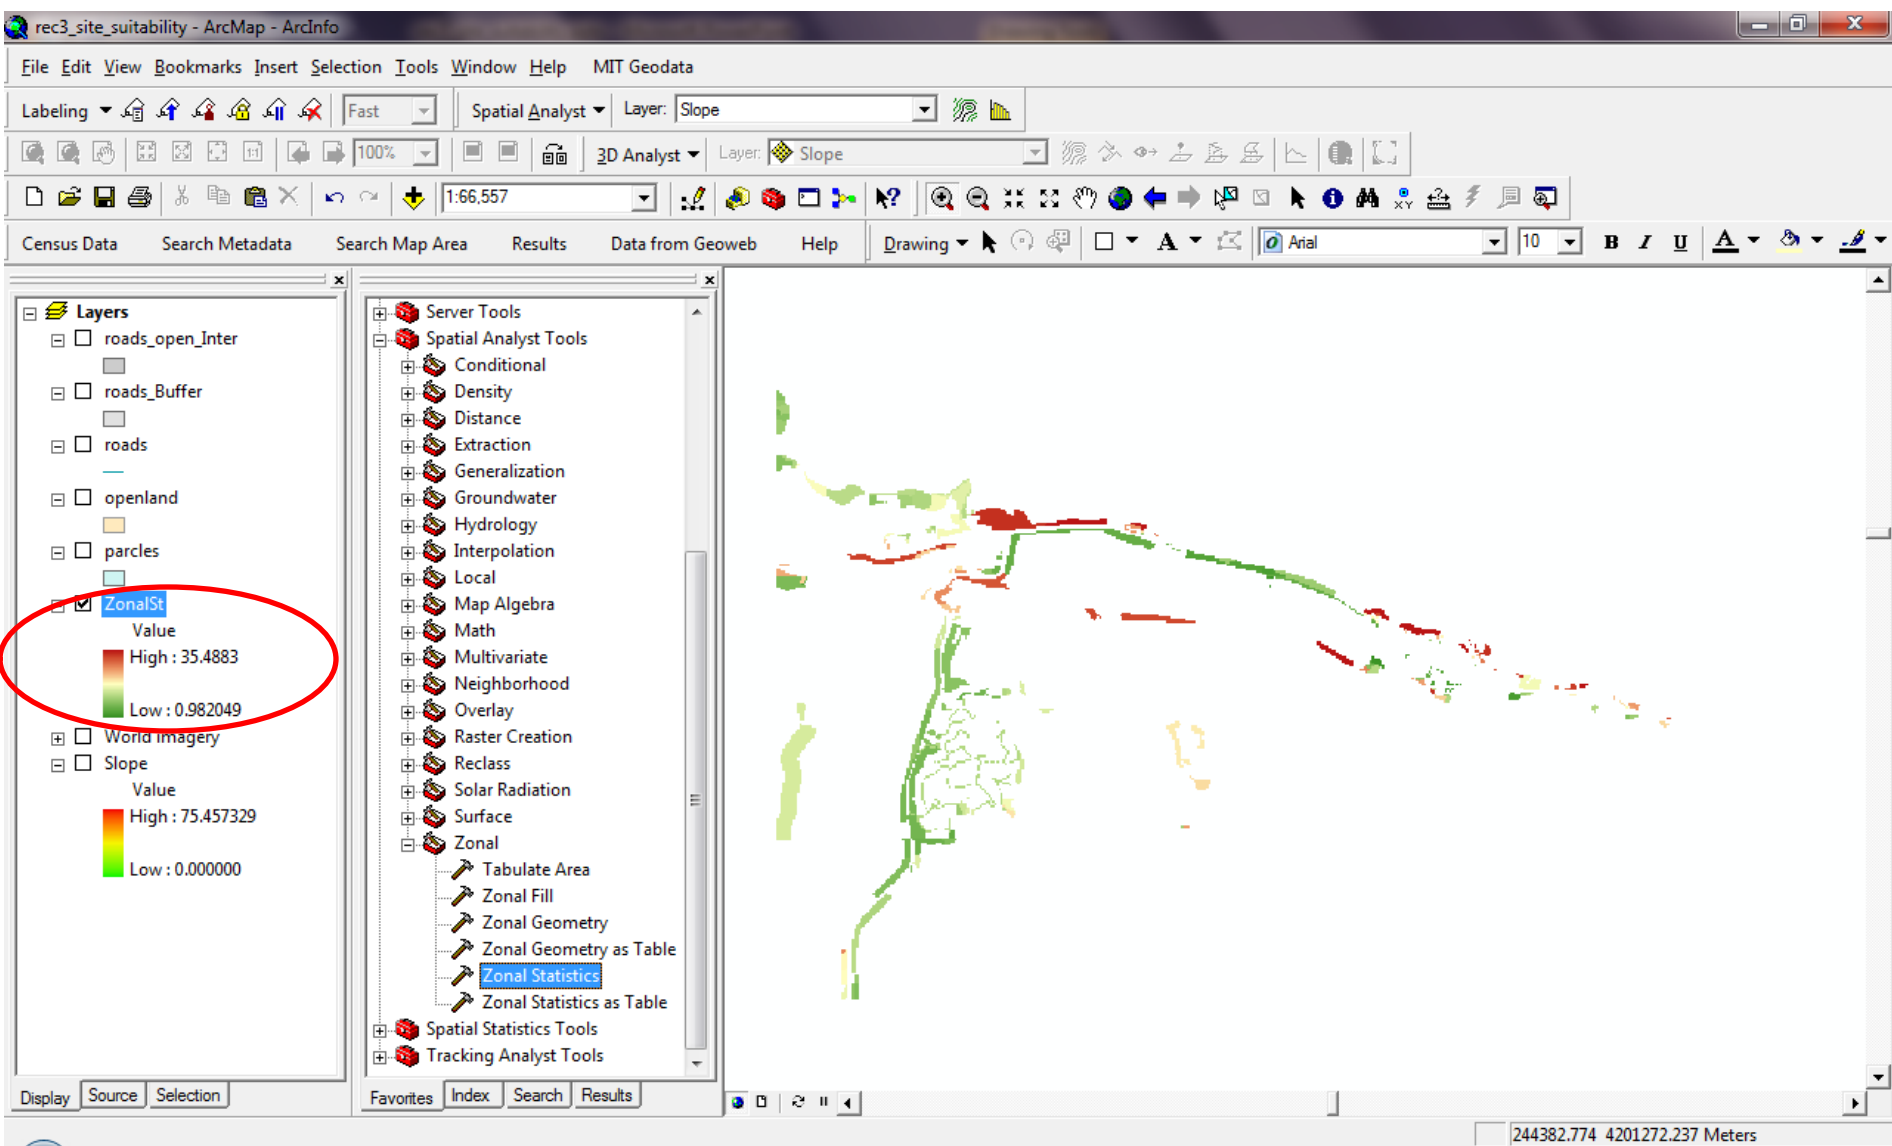 rec3_site_suitability - ArcMap - ArcInfo
File Edit View Bookmarks Insert Selection Tools Window Help MIT Geodata
Labeling Fast Spatial Analyst Layer: Slope
100% 3D Analyst Layer: Slope
1:66,557
Census Data Search Metadata Search Map Area Results Data from Geoweb Help Drawing A Arial 10 B I U A
Layers
roads_open_Inter
roads_Buffer
roads
openland
parcles
ZonalSt
Value
High : 35.4883
Low : 0.982049
World Imagery
Slope
Value
High : 75.457329
Low : 0.000000
Display Source Selection
Server Tools
Spatial Analyst Tools
Conditional
Density
Distance
Extraction
Generalization
Groundwater
Hydrology
Interpolation
Local
Map Algebra
Math
Multivariate
Neighborhood
Overlay
Raster Creation
Reclass
Solar Radiation
Surface
Zonal
Tabulate Area
Zonal Fill
Zonal Geometry
Zonal Geometry as Table
Zonal Statistics
Zonal Statistics as Table
Spatial Statistics Tools
Tracking Analyst Tools
Favorites Index Search Results
244382.774 4201272.237 Meters